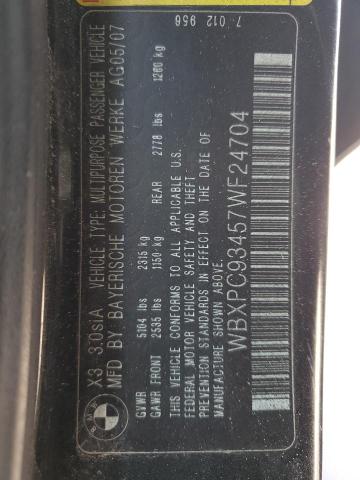 X3 3.0siA VEHICLE TYPE: MULTIPURPOSE PASSENGER VEHICLE
MFD BY: BAYERISCHE MOTOREN WERKE AG05/07
GVWR 5104 lbs 2315 kg
GAWR FRONT 2535 lbs 1150 kg REAR 2778 lbs 1260 kg
THIS VEHICLE CONFORMS TO ALL APPLICABLE U.S.
FEDERAL MOTOR VEHICLE SAFETY AND THEFT
PREVENTION STANDARDS IN EFFECT ON THE DATE OF
MANUFACTURE SHOWN ABOVE.
WBXPC93457WF24704
7 012 956
BMW